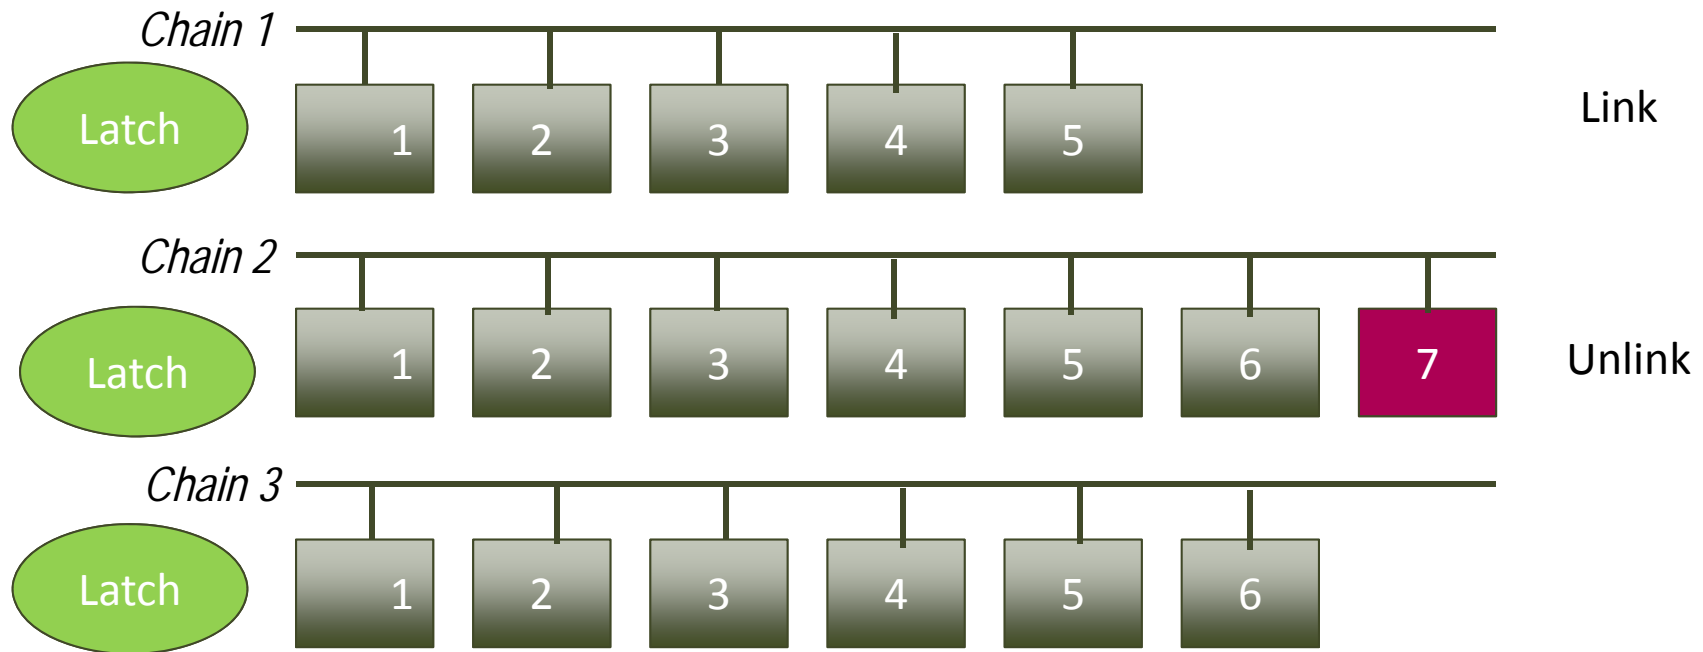 Chain 1
Latch 1 2 3 4 5 Link
Chain 2
Latch 1 2 3 4 5 6 7 Unlink
Chain 3
Latch 1 2 3 4 5 6